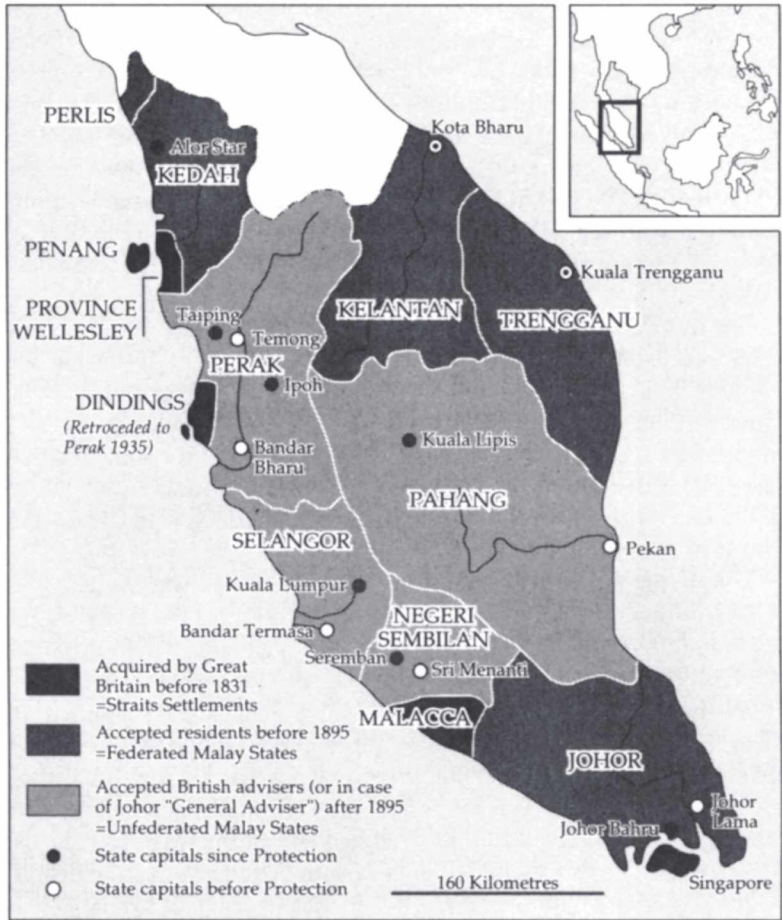 PERLIS
Alor Star
KEDAH
Kota Bharu
PENANG
PROVINCE
WELLESLEY
Kuala Trengganu
KELANTAN
TRENGGANU
Taiping
Temong
PERAK
Ipoh
DINDINGS
(Retroceded to
Perak 1935)
Bandar
Bharu
Kuala Lipis
PAHANG
SELANGOR
Pekan
Kuala Lumpur
NEGERI
SEMBILAN
Bandar Termasa
Seremban
Sri Menanti
MALACCA
JOHOR
Johor
Lama
Johor Bahru
Singapore
Acquired by Great
Britain before 1831
=Straits Settlements
Accepted residents before 1895
=Federated Malay States
Accepted British advisers (or in case
of Johor "General Adviser") after 1895
=Unfederated Malay States
State capitals since Protection
State capitals before Protection
160 Kilometres